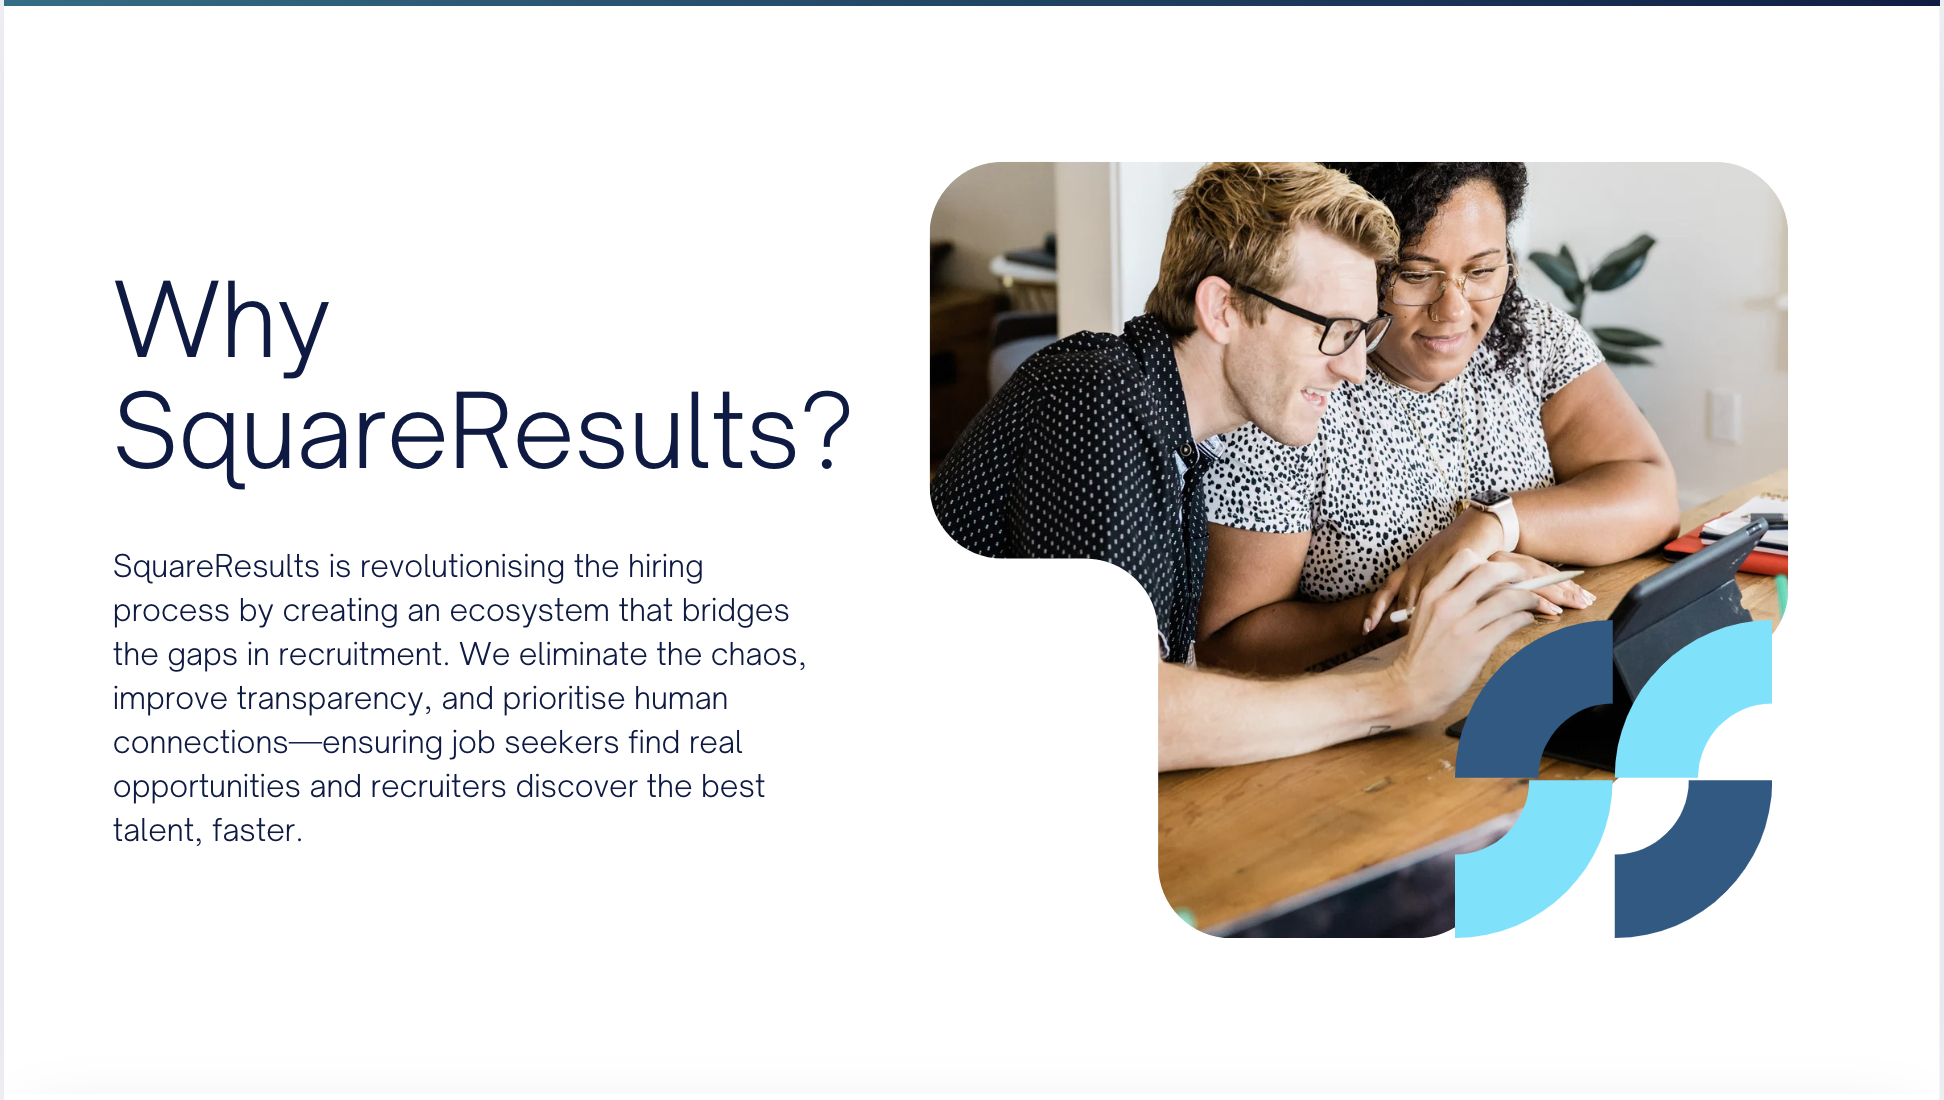 Why
SquareResults?
SquareResults is revolutionising the hiring
process by creating an ecosystem that bridges
the gaps in recruitment. We eliminate the chaos,
improve transparency, and prioritise human
connections—ensuring job seekers find real
opportunities and recruiters discover the best
talent, faster.